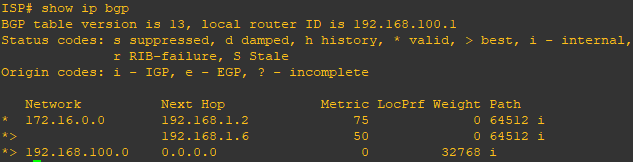 ISP# show ip bgp
BGP table version is 13, local router ID is 192.168.100.1
Status codes: s suppressed, d damped, h history, * valid, > best, i - internal,
r RIB-failure, S Stale
Origin codes: i - IGP, e - EGP, ? - incomplete
Network Next Hop Metric LocPrf Weight Path
* 172.16.0.0 192.168.1.2 75 0 64512 i
*> 192.168.1.6 50 0 64512 i
*> 192.168.100.0 0.0.0.0 0 32768 i